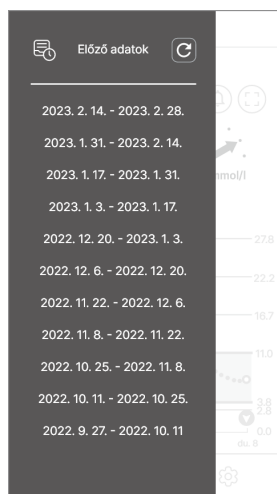 Előző adatok
2023. 2. 14. - 2023. 2. 28.
2023. 1. 31. - 2023. 2. 14.
2023. 1. 17. - 2023. 1. 31.
2023. 1. 3. - 2023. 1. 17.
2022. 12. 20. - 2023. 1. 3.
2022. 12. 6. - 2022. 12. 20.
2022. 11. 22. - 2022. 12. 6.
2022. 11. 8. - 2022. 11. 22.
2022. 10. 25. - 2022. 11. 8.
2022. 10. 11. - 2022. 10. 25.
2022. 9. 27. - 2022. 10. 11
mmol/l
27.8
22.2
16.7
11.0
3.8
2.8
0.0
du. 6